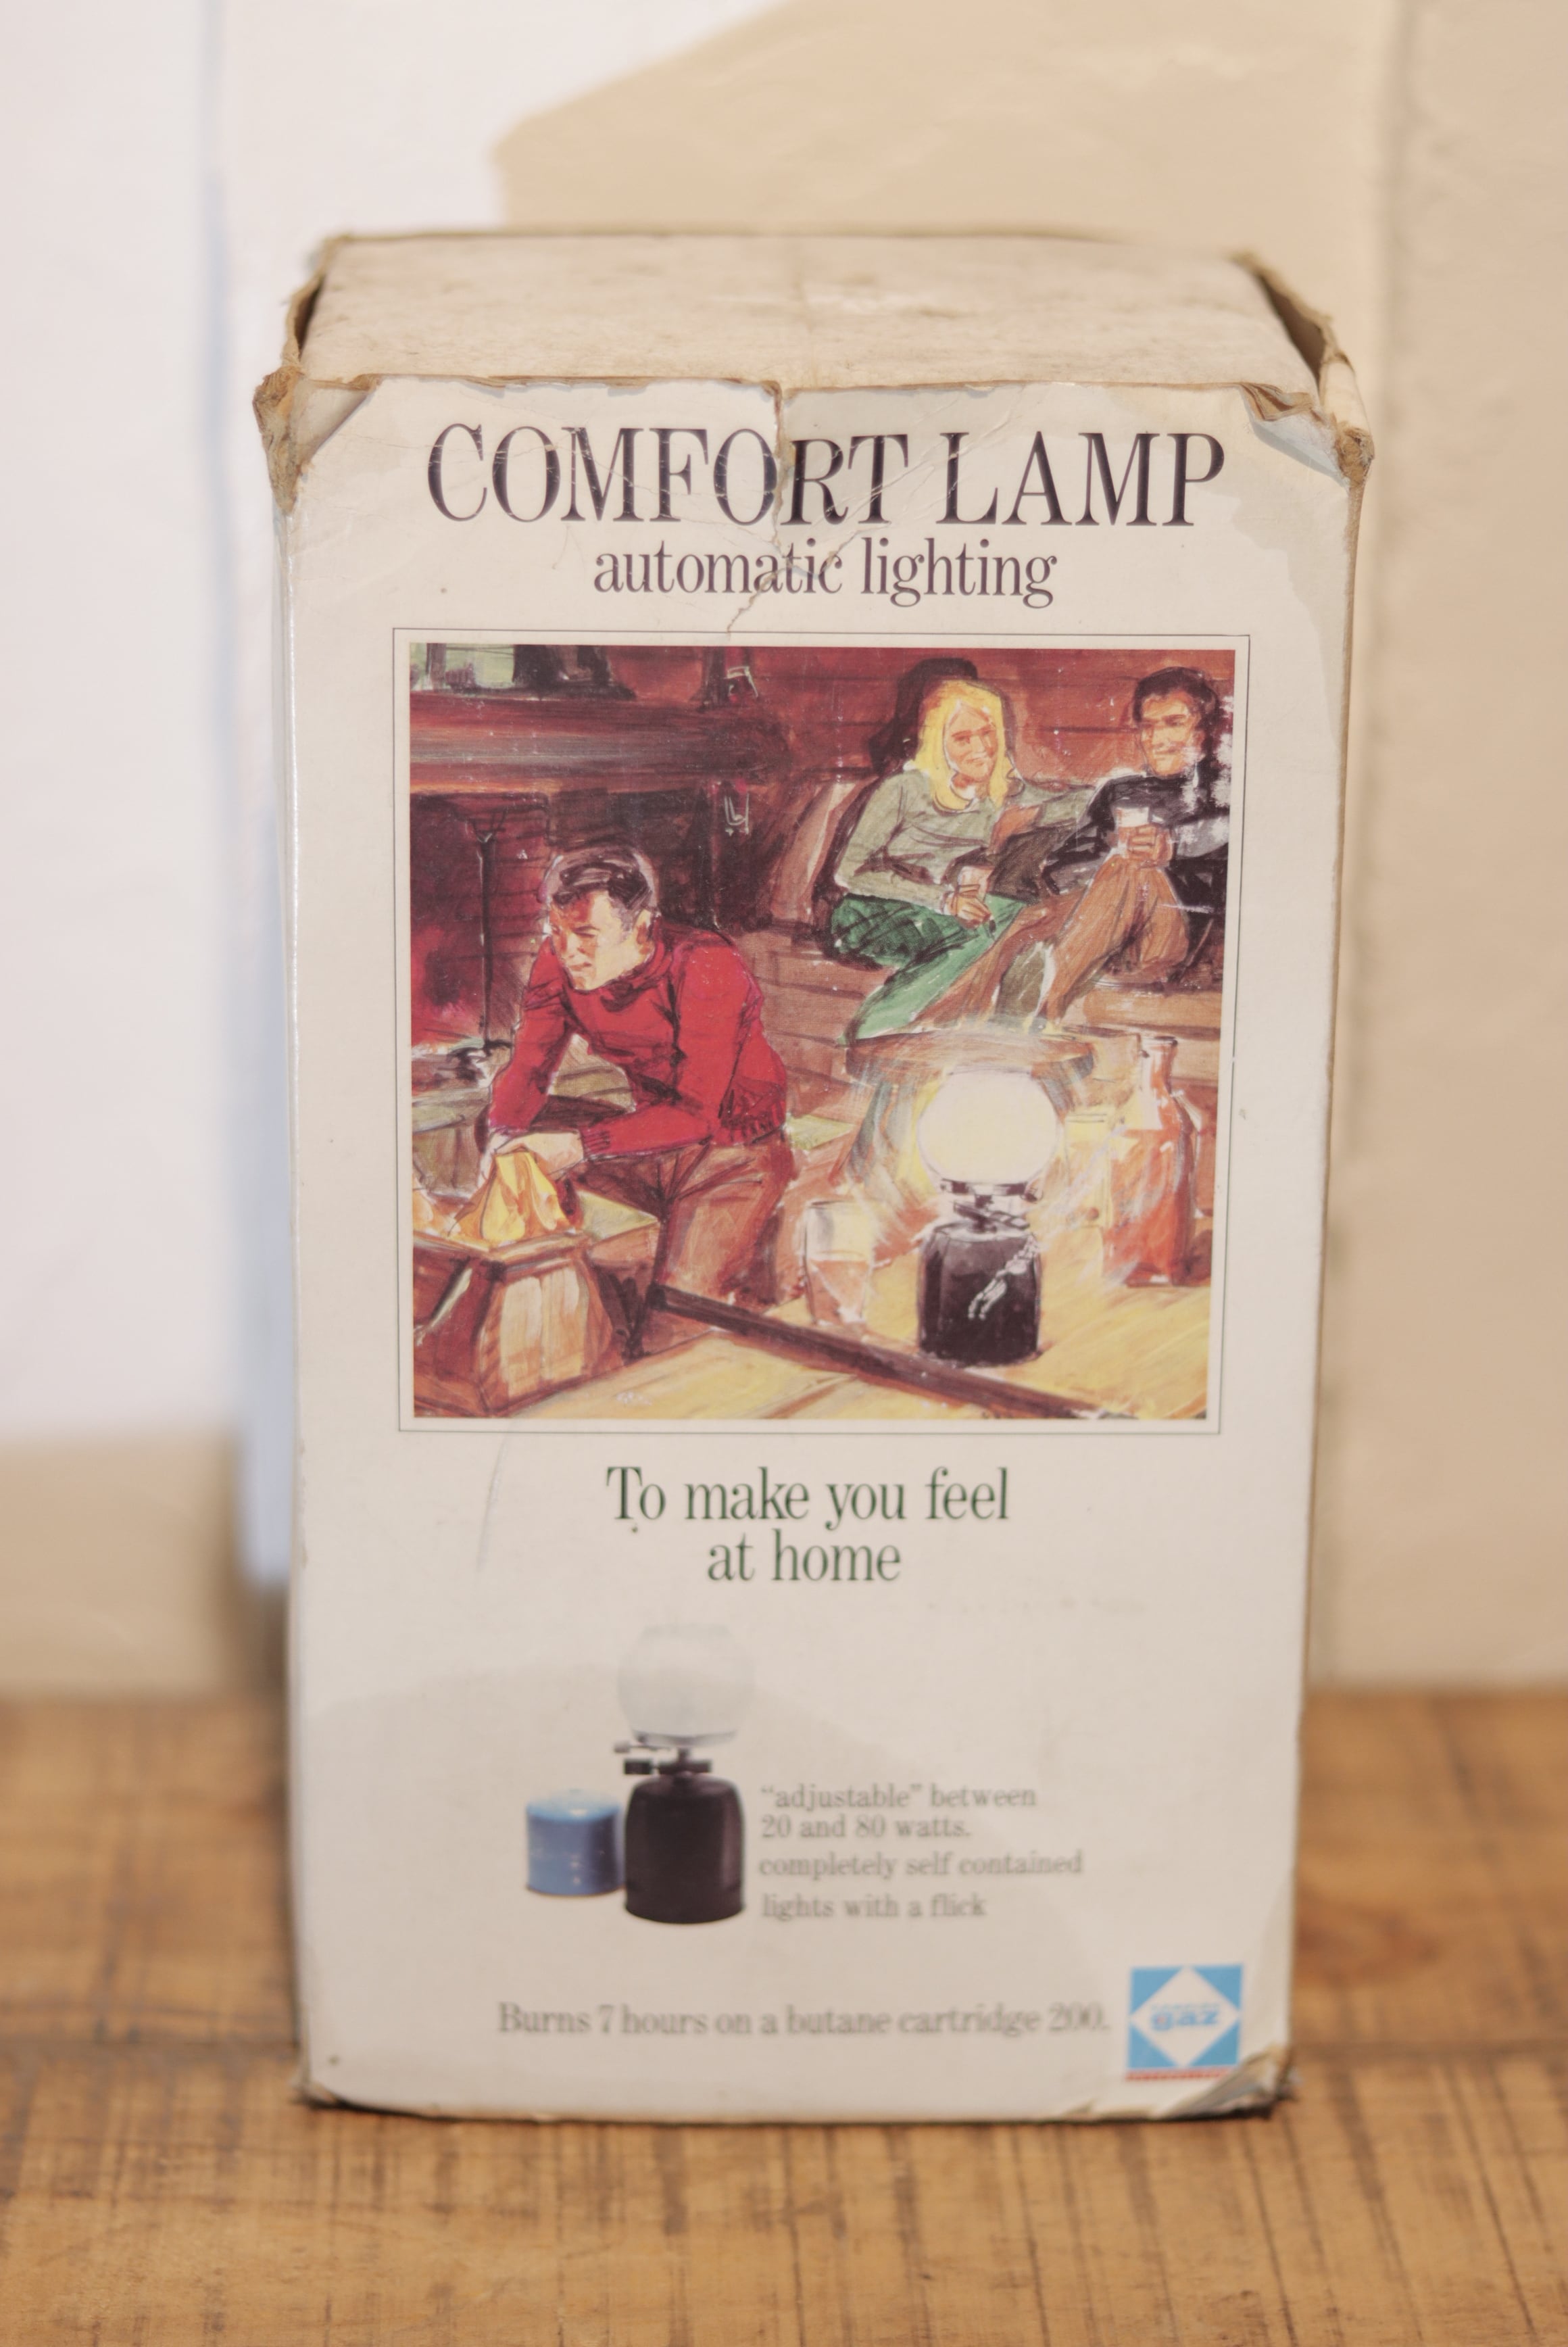 COMFORT LAMP
automatic lighting
To make you feel
at home
“adjustable” between
20 and 80 watts.
completely self contained
lights with a flick
Burns 7 hours on a butane cartridge 200.
gaz